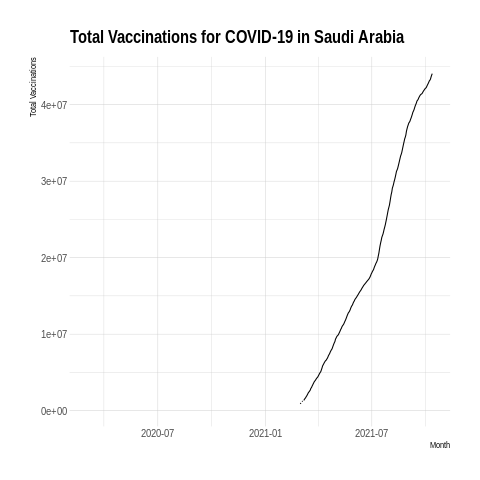 Total Vaccinations for COVID-19 in Saudi Arabia
Total Vaccinations
4e+07
3e+07
2e+07
1e+07
0e+00
2020-07
2021-01
2021-07
Month